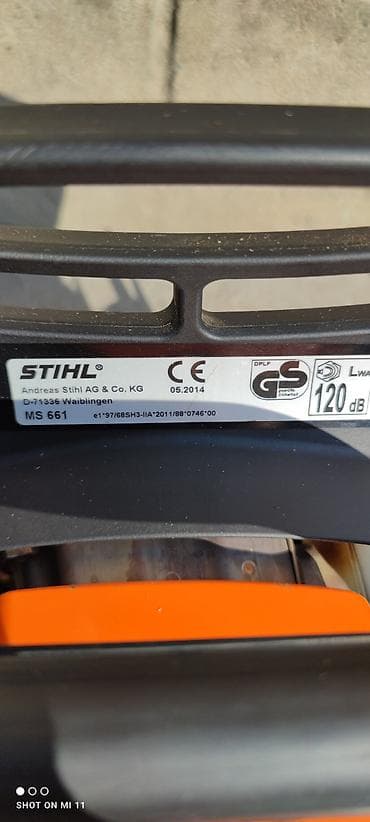 STIHL®
CE
Andreas Stihl AG & Co. KG
05.2014
D-71336 Waiblingen
MS 661
e1*97/68SH3-IIA*2011/88*0746*00
DPLF
GS
LWA
120 dB
SHOT ON MI 11